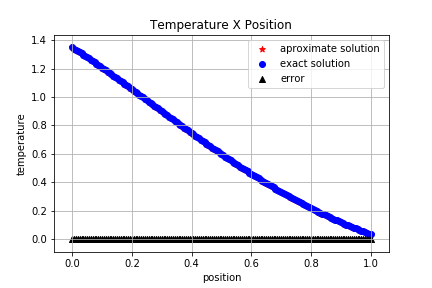 Temperature X Position
aproximate solution
exact solution
error
temperature
1.4
1.2
1.0
0.8
0.6
0.4
0.2
0.0
0.0 0.2 0.4 0.6 0.8 1.0
position